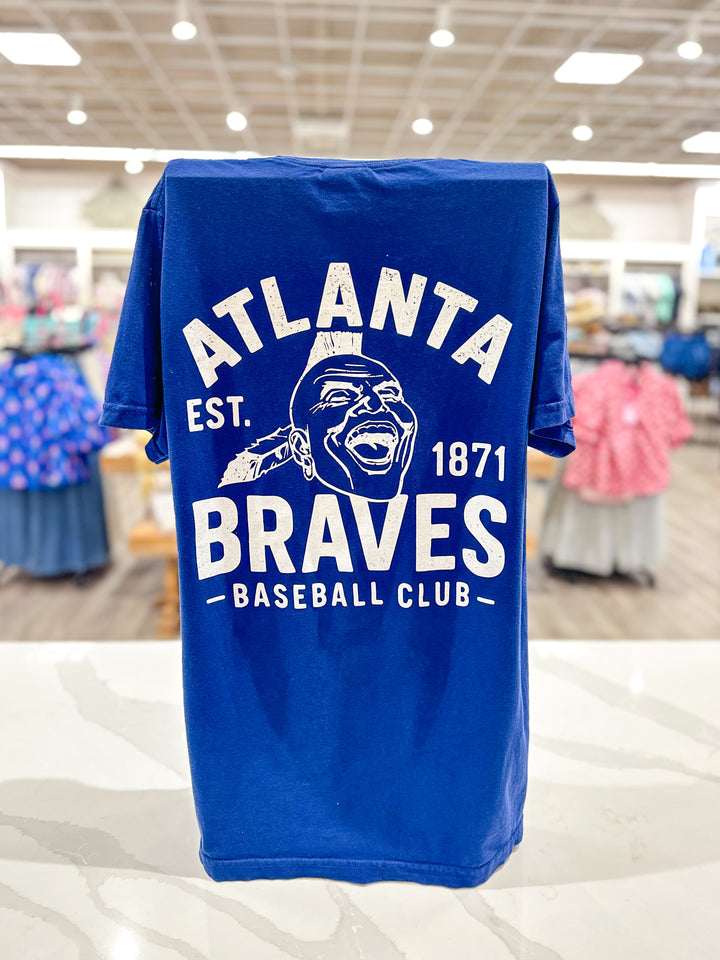 ATLANTA
EST. 1871
BRAVES
-BASEBALL CLUB-